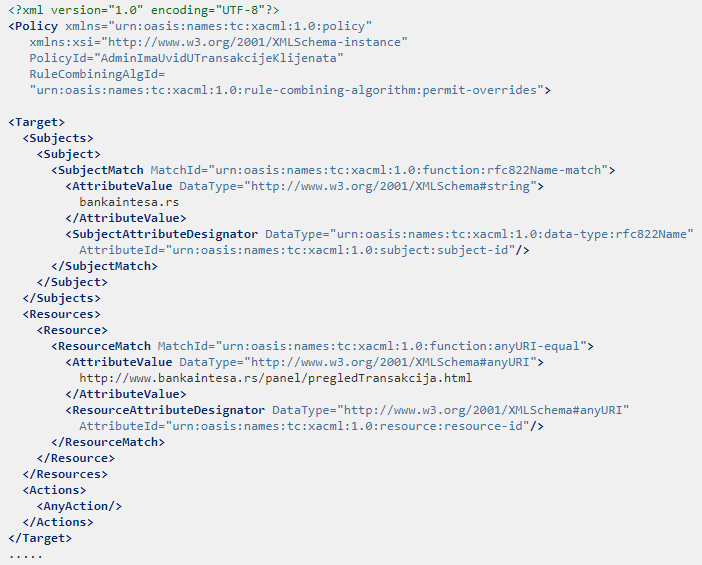 <?xml version="1.0" encoding="UTF-8"?>
<Policy xmlns="urn:oasis:names:tc:xacml:1.0:policy"
   xmlns:xsi="http://www.w3.org/2001/XMLSchema-instance"
   PolicyId="AdminImaUvidUTransakcijeKlijenata"
   RuleCombiningAlgId=
   "urn:oasis:names:tc:xacml:1.0:rule-combining-algorithm:permit-overrides">

<Target>
  <Subjects>
    <Subject>
      <SubjectMatch MatchId="urn:oasis:names:tc:xacml:1.0:function:rfc822Name-match">
        <AttributeValue DataType="http://www.w3.org/2001/XMLSchema#string">
          bankaintesa.rs
        </AttributeValue>
        <SubjectAttributeDesignator DataType="urn:oasis:names:tc:xacml:1.0:data-type:rfc822Name"
          AttributeId="urn:oasis:names:tc:xacml:1.0:subject:subject-id"/>
      </SubjectMatch>
    </Subject>
  </Subjects>
  <Resources>
    <Resource>
      <ResourceMatch MatchId="urn:oasis:names:tc:xacml:1.0:function:anyURI-equal">
        <AttributeValue DataType="http://www.w3.org/2001/XMLSchema#anyURI">
          http://www.bankaintesa.rs/panel/pregledTransakcija.html
        </AttributeValue>
        <ResourceAttributeDesignator DataType="http://www.w3.org/2001/XMLSchema#anyURI"
          AttributeId="urn:oasis:names:tc:xacml:1.0:resource:resource-id"/>
      </ResourceMatch>
    </Resource>
  </Resources>
  <Actions>
    <AnyAction/>
  </Actions>
</Target>
.....